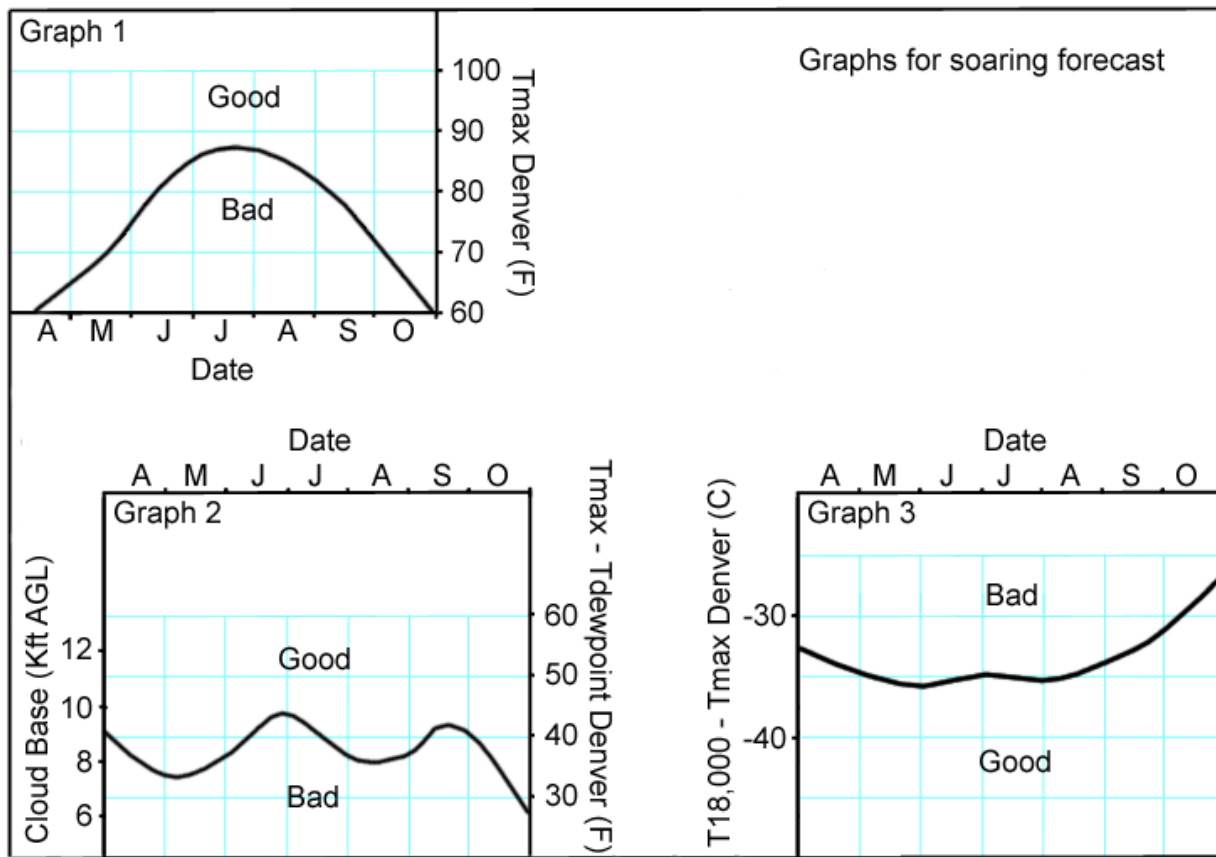 Graph 1
Graphs for soaring forecast
Good
Bad
100
90
80
70
60
Tmax Denver (F)
A M J J A S O
Date
Date
A M J J A S O
Graph 2
Good
Bad
Cloud Base (Kft AGL)
12
10
8
6
60
50
40
30
Tmax - Tdewpoint Denver (F)
Date
A M J J A S O
Graph 3
Bad
Good
T18,000 - Tmax Denver (C)
-30
-40